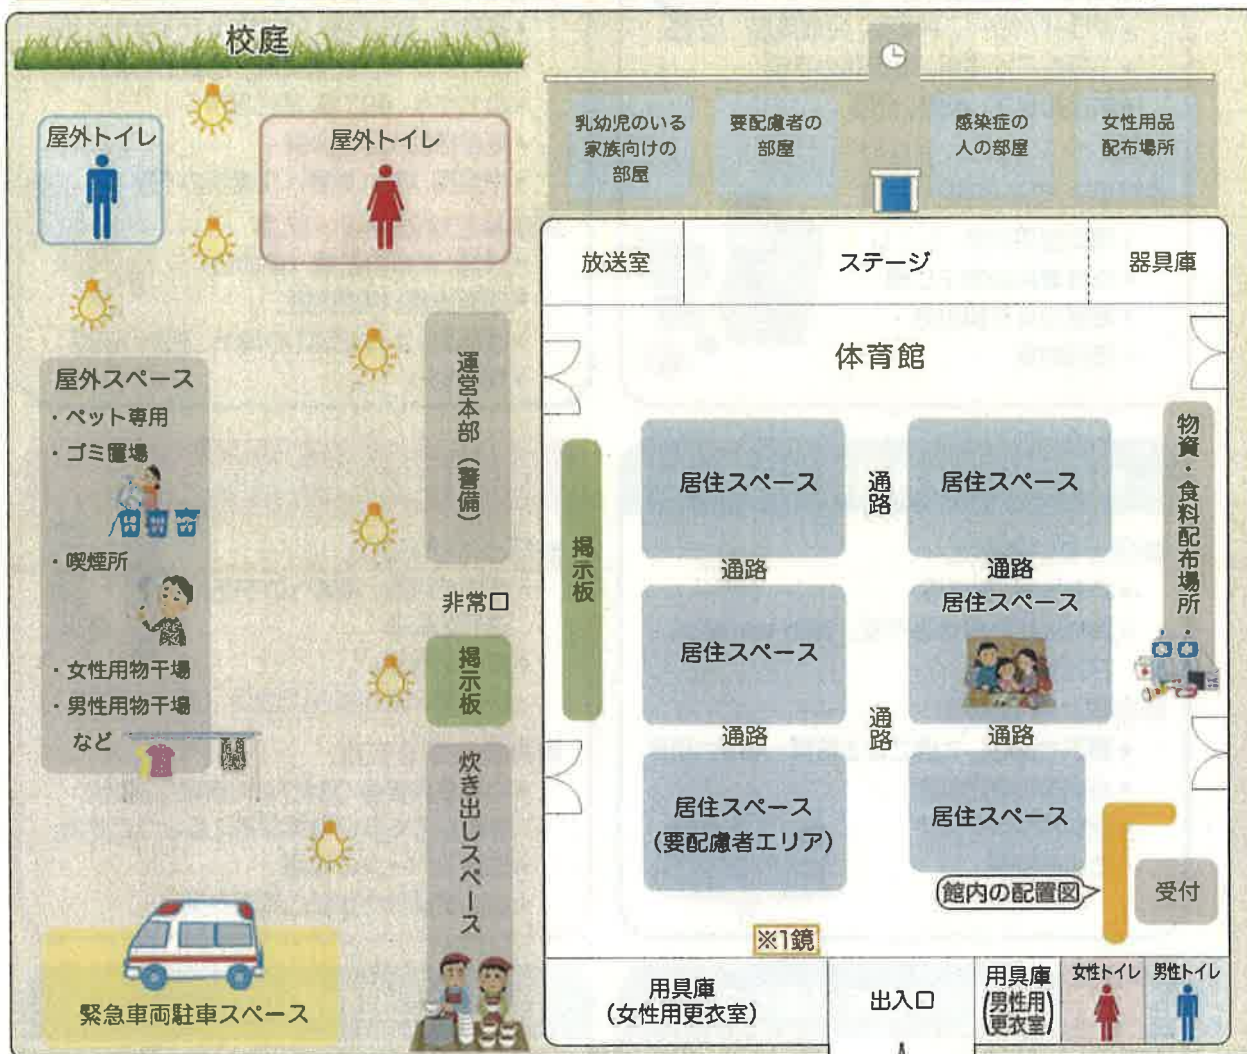 校庭
屋外トイレ
屋外トイレ
乳幼児のいる
家族向けの
部屋
要配慮者の
部屋
感染症の
人の部屋
女性用品
配布場所
放送室
ステージ
器具庫
体育館
運営本部(警備)
屋外スペース
・ペット専用
・ゴミ置場
・喫煙所
・女性用物干場
・男性用物干場
など
非常口
掲示板
炊き出しスペース
緊急車両駐車スペース
掲示板
居住スペース
通路
居住スペース
通路
通路
居住スペース
居住スペース
通路
通路
通路
居住スペース
(要配慮者エリア)
居住スペース
物資・食料配布場所
館内の配置図
受付
※1鏡
用具庫
(女性用更衣室)
出入口
用具庫
(男性用
更衣室)
女性トイレ
男性トイレ